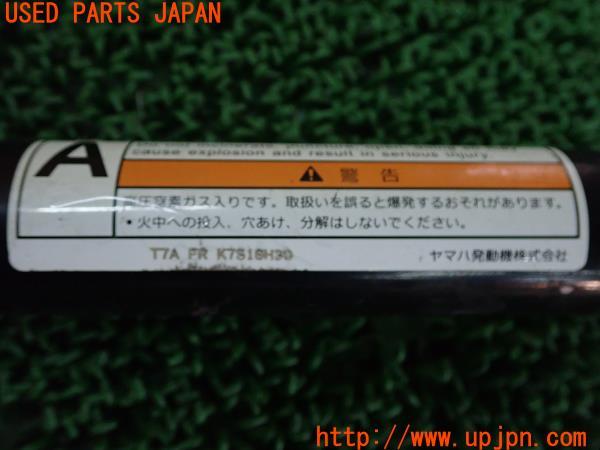 USED PARTS JAPAN
A
cause explosion and result in serious injury.
⚠ 警告
高圧窒素ガス入りです。取扱いを誤ると爆発するおそれがあります。
•火中への投入、穴あけ、分解はしないでください。
T7A FR K7S18H30
ヤマハ発動機株式会社
http://www.upjpn.com